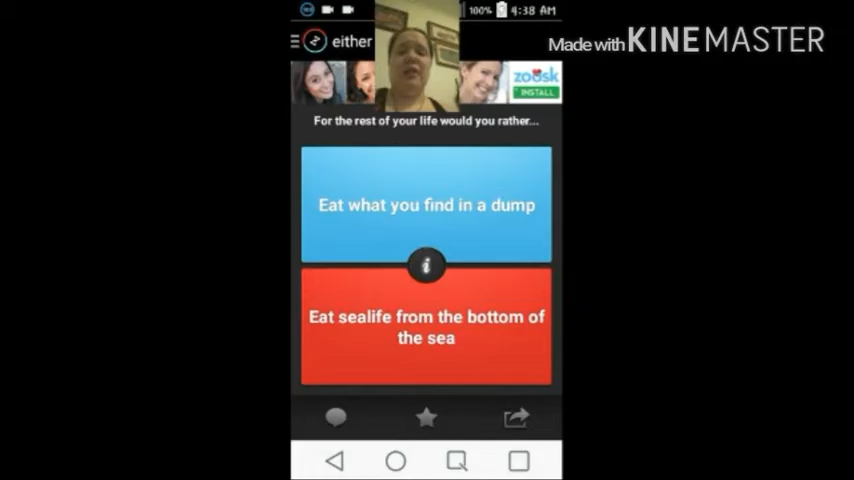 100% 4:38 AM
either
Made with KINEMASTER
zoosk
INSTALL
For the rest of your life would you rather...
Eat what you find in a dump
i
Eat sealife from the bottom of
the sea